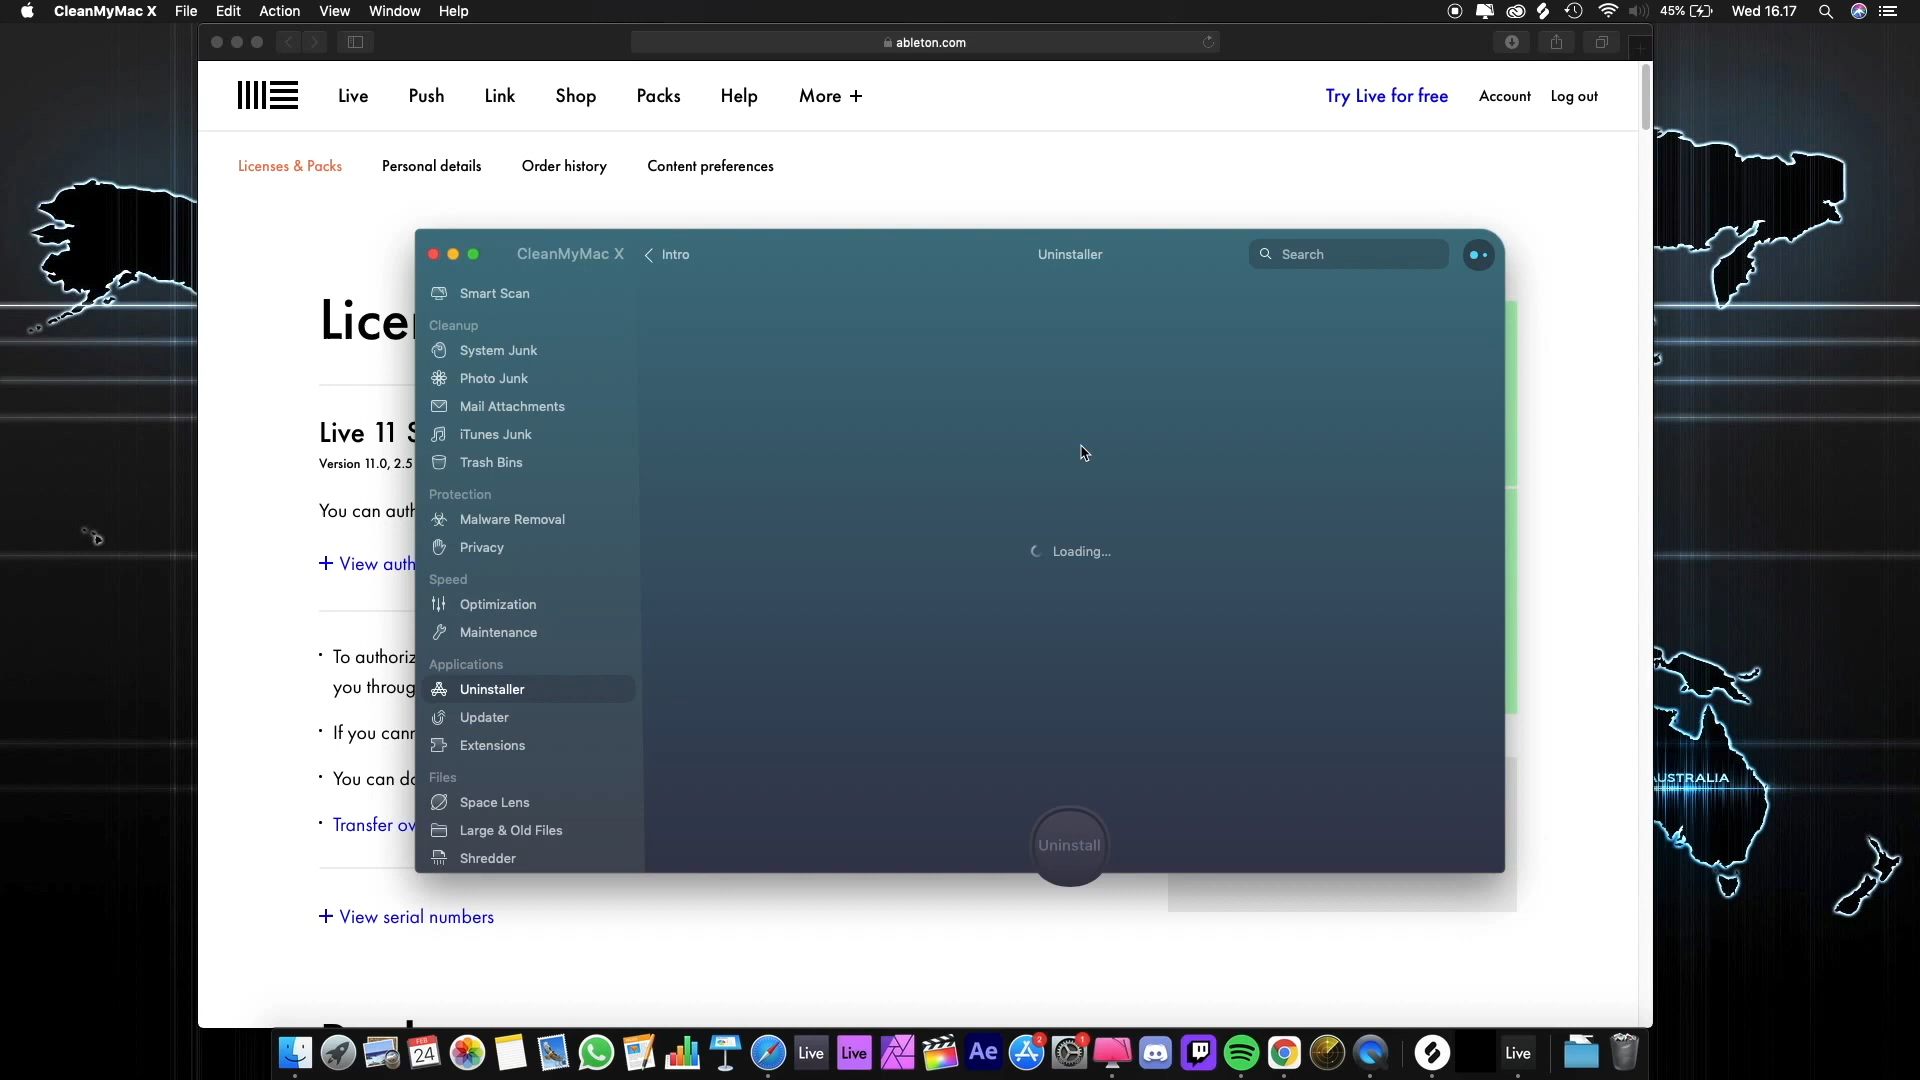 CleanMyMac X File Edit Action View Window Help 45% Wed 16.17
ableton.com
Live Push Link Shop Packs Help More + Try Live for free Account Log out
Licenses & Packs Personal details Order history Content preferences
CleanMyMac X Intro Uninstaller Search
Smart Scan
Cleanup
System Junk
Photo Junk
Mail Attachments
iTunes Junk
Trash Bins
Protection
Malware Removal
Privacy
Speed
Optimization
Maintenance
Applications
Uninstaller
Updater
Extensions
Files
Space Lens
Large & Old Files
Shredder
Loading...
Uninstall
Live 11 S
Version 11.0, 2.5
You can auth
+ View auth
To authoriz
you throug
If you cann
You can do
Transfer ow
+ View serial numbers
AUSTRALIA
FEB
24
Live
Live
Ae
2
1
Live